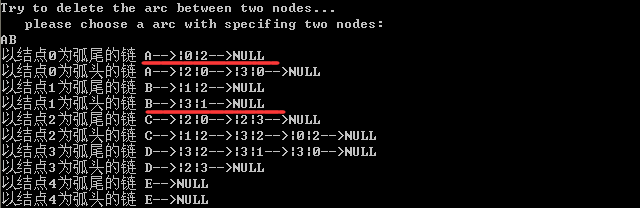 Try to delete the arc between two nodes...
please choose a arc with specifing two nodes:
AB
以结点0为弧尾的链 A-->|0|2-->NULL
以结点0为弧头的链 A-->|2|0-->|3|0-->NULL
以结点1为弧尾的链 B-->|1|2-->NULL
以结点1为弧头的链 B-->|3|1-->NULL
以结点2为弧尾的链 C-->|2|0-->|2|3-->NULL
以结点2为弧头的链 C-->|1|2-->|3|2-->|0|2-->NULL
以结点3为弧尾的链 D-->|3|2-->|3|1-->|3|0-->NULL
以结点3为弧头的链 D-->|2|3-->NULL
以结点4为弧尾的链 E-->NULL
以结点4为弧头的链 E-->NULL